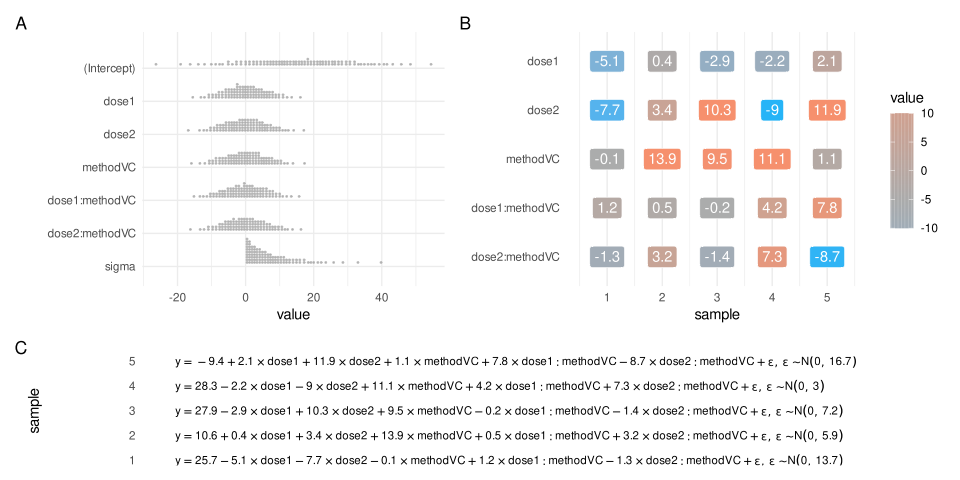 A
(Intercept)
dose1
dose2
methodVC
dose1:methodVC
dose2:methodVC
sigma
-20 0 20 40
value
B
dose1 -5.1 0.4 -2.9 -2.2 2.1
dose2 -7.7 3.4 10.3 -9 11.9
methodVC -0.1 13.9 9.5 11.1 1.1
dose1:methodVC 1.2 0.5 -0.2 4.2 7.8
dose2:methodVC -1.3 3.2 -1.4 7.3 -8.7
1 2 3 4 5
sample
value
10
5
0
-5
-10
C
sample
5 y = − 9.4 + 2.1 × dose1 + 11.9 × dose2 + 1.1 × methodVC + 7.8 × dose1 : methodVC − 8.7 × dose2 : methodVC + ε, ε ~N(0, 16.7)
4 y = 28.3 − 2.2 × dose1 − 9 × dose2 + 11.1 × methodVC + 4.2 × dose1 : methodVC + 7.3 × dose2 : methodVC + ε, ε ~N(0, 3)
3 y = 27.9 − 2.9 × dose1 + 10.3 × dose2 + 9.5 × methodVC − 0.2 × dose1 : methodVC − 1.4 × dose2 : methodVC + ε, ε ~N(0, 7.2)
2 y = 10.6 + 0.4 × dose1 + 3.4 × dose2 + 13.9 × methodVC + 0.5 × dose1 : methodVC + 3.2 × dose2 : methodVC + ε, ε ~N(0, 5.9)
1 y = 25.7 − 5.1 × dose1 − 7.7 × dose2 − 0.1 × methodVC + 1.2 × dose1 : methodVC − 1.3 × dose2 : methodVC + ε, ε ~N(0, 13.7)